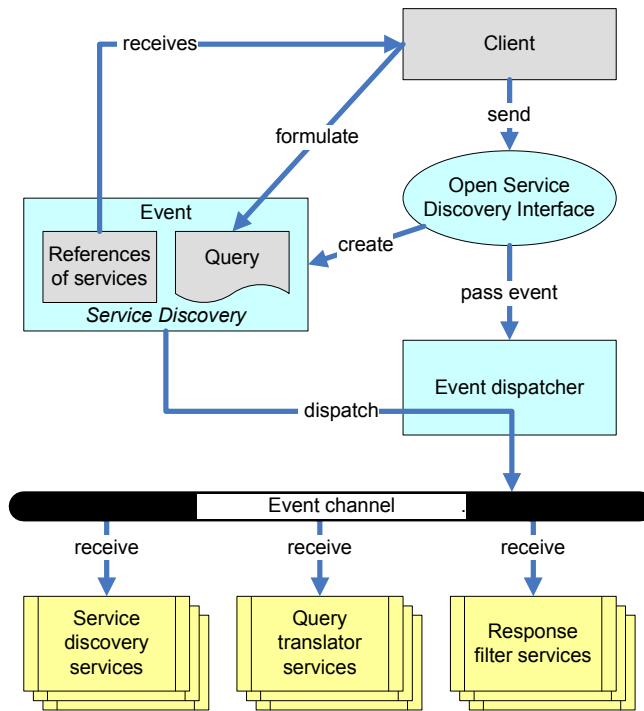 receives
Client
send
formulate
Open Service
Discovery Interface
Event
References
of services
Query
create
Service Discovery
pass event
Event dispatcher
dispatch
Event channel
.
receive
receive
receive
Service
discovery
services
Query
translator
services
Response
filter services